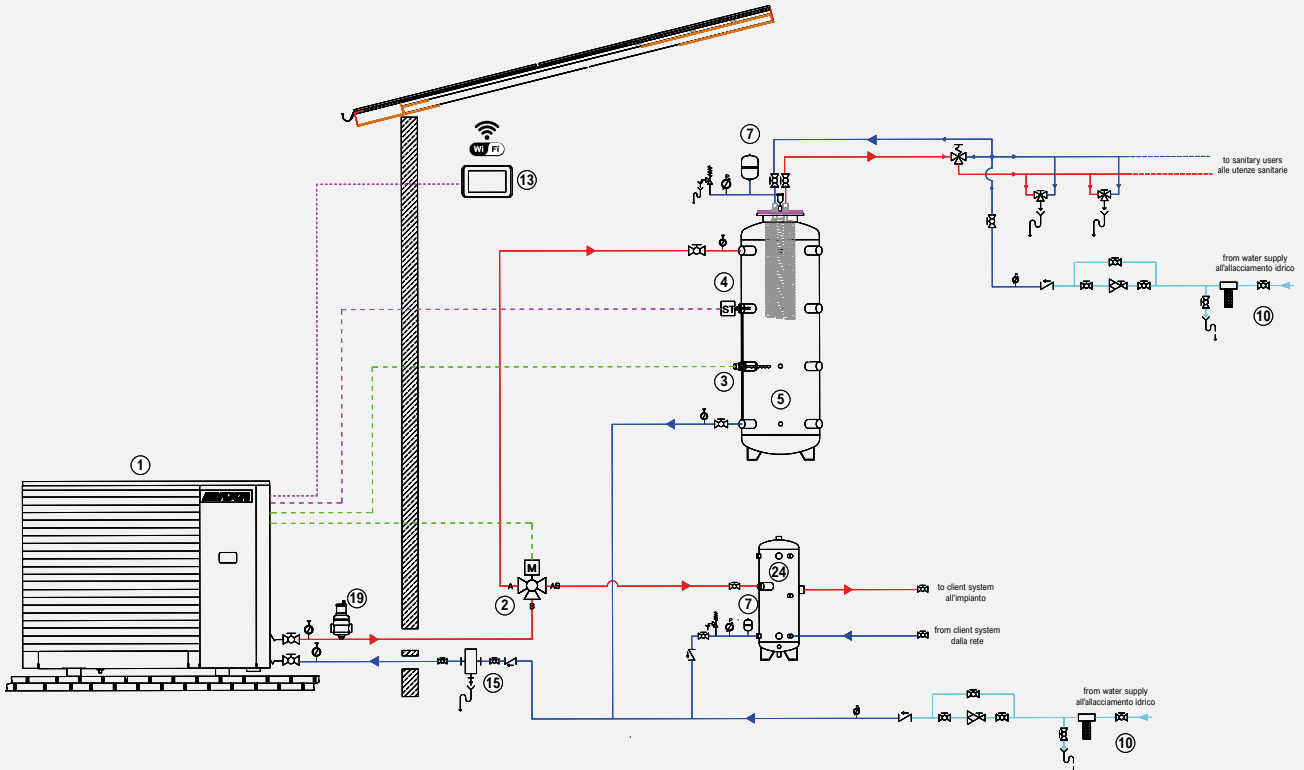 Wi Fi
13
7
to sanitary users
alle utenze sanitarie
from water supply
all'allacciamento idrico
10
4
ST
3
5
1
M
A
AB
B
2
19
24
7
to client system
all'impianto
from client system
dalla rete
15
from water supply
all'allacciamento idrico
10